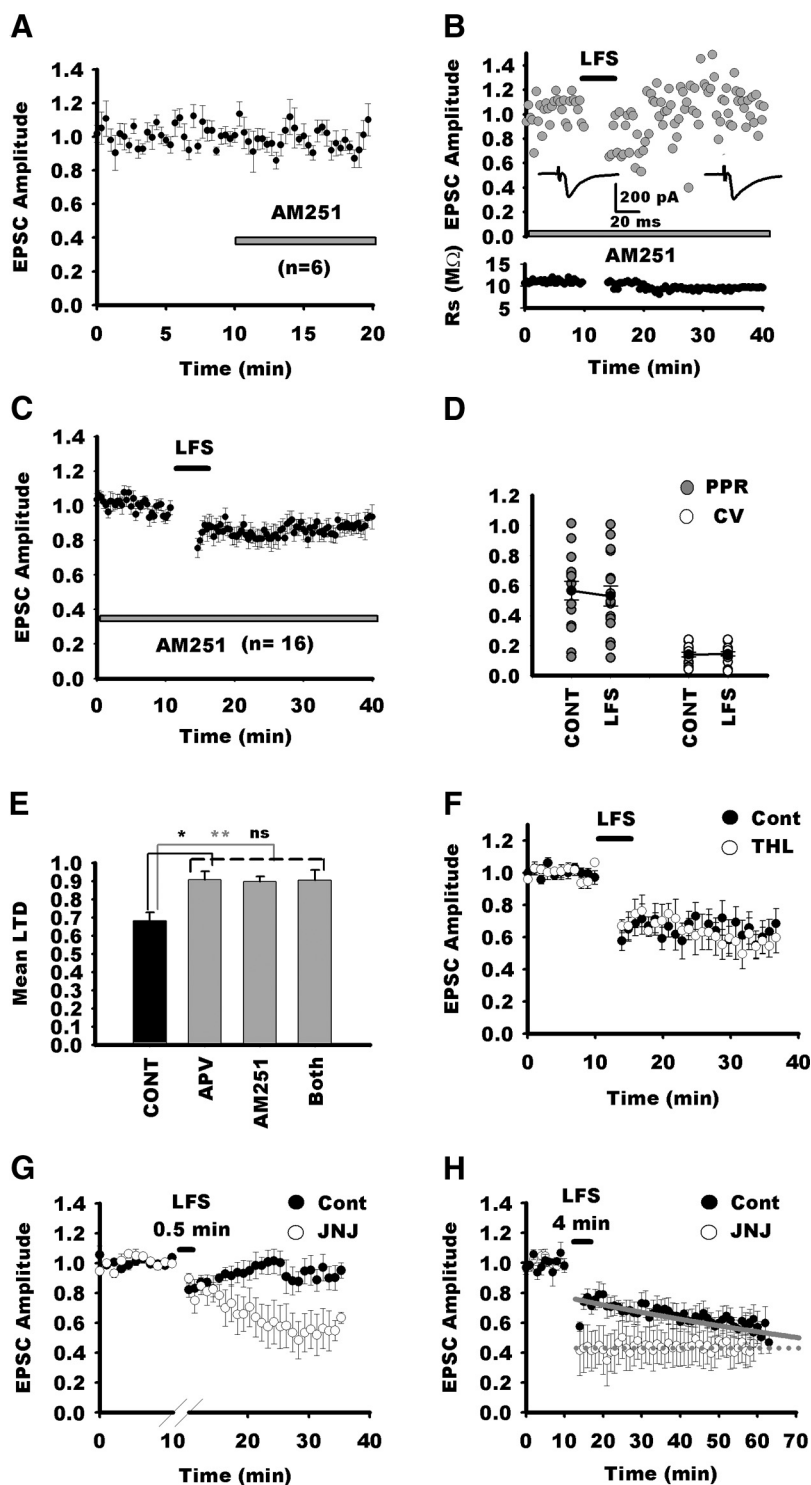 A
1.4
1.2
1.0
0.8
0.6
0.4
0.2
0.0
EPSC Amplitude
AM251
(n=6)
0 5 10 15 20
Time (min)
B
LFS
1.4
1.2
1.0
0.8
0.6
0.4
0.2
0.0
EPSC Amplitude
200 pA
20 ms
AM251
Rs (MΩ)
15
10
5
0 10 20 30 40
Time (min)
C
1.4
1.2
1.0
0.8
0.6
0.4
0.2
0.0
EPSC Amplitude
LFS
AM251 (n= 16)
0 10 20 30 40
Time (min)
D
PPR
CV
1.2
1.0
0.8
0.6
0.4
0.2
0.0
CONT
LFS
CONT
LFS
E
* ** ns
1.0
0.9
0.8
0.7
0.6
0.5
0.4
0.3
0.2
0.1
0.0
Mean LTD
CONT
APV
AM251
Both
F
LFS
Cont
THL
1.2
1.0
0.8
0.6
0.4
0.2
0.0
EPSC Amplitude
0 10 20 30 40
Time (min)
G
LFS
0.5 min
Cont
JNJ
1.4
1.2
1.0
0.8
0.6
0.4
0.2
0.0
EPSC Amplitude
0 10 20 30 40
Time (min)
H
LFS
4 min
Cont
JNJ
1.4
1.2
1.0
0.8
0.6
0.4
0.2
0.0
EPSC Amplitude
0 10 20 30 40 50 60 70
Time (min)